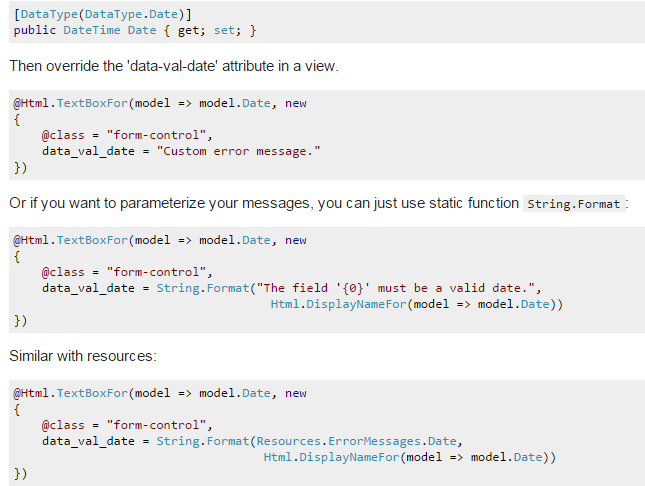 [DataType(DataType.Date)]
public DateTime Date { get; set; }
Then override the 'data-val-date' attribute in a view.
@Html.TextBoxFor(model => model.Date, new
{
    @class = "form-control",
    data_val_date = "Custom error message."
})
Or if you want to parameterize your messages, you can just use static function String.Format:
@Html.TextBoxFor(model => model.Date, new
{
    @class = "form-control",
    data_val_date = String.Format("The field '{0}' must be a valid date.",
                                  Html.DisplayNameFor(model => model.Date))
})
Similar with resources:
@Html.TextBoxFor(model => model.Date, new
{
    @class = "form-control",
    data_val_date = String.Format(Resources.ErrorMessages.Date,
                                  Html.DisplayNameFor(model => model.Date))
})